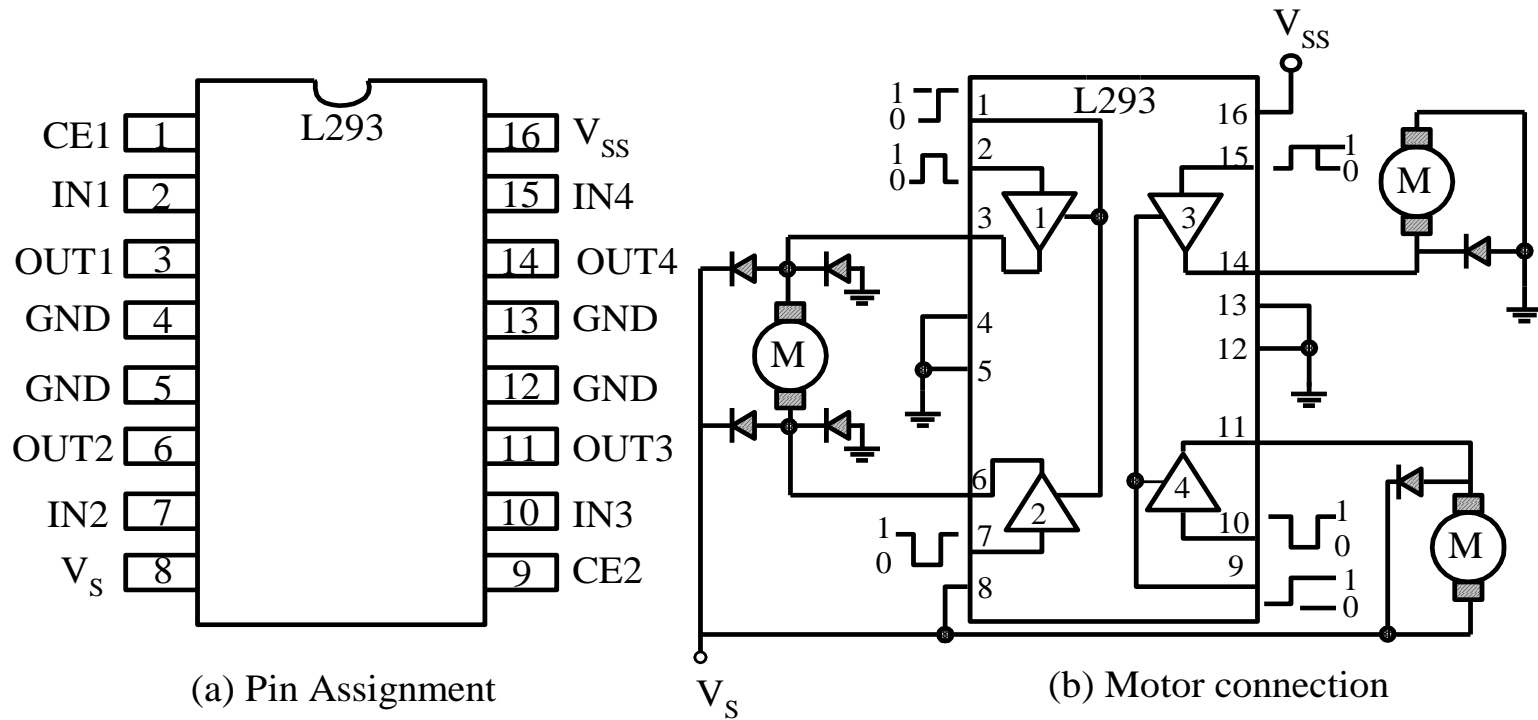 L293
CE1 1
IN1 2
OUT1 3
GND 4
GND 5
OUT2 6
IN2 7
VS 8
16 VSS
15 IN4
14 OUT4
13 GND
12 GND
11 OUT3
10 IN3
9 CE2
(a) Pin Assignment
VSS
L293
1
0
1
1
0
2
3
4
5
6
1
0
7
8
1
2
3
4
16
15
1
0
14
13
12
11
10
1
0
9
1
0
M
M
M
VS
(b) Motor connection